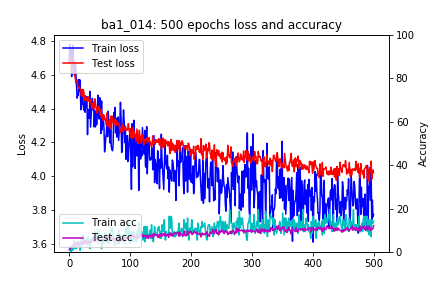 ba1_014: 500 epochs loss and accuracy
4.8
4.6
4.4
4.2
4.0
3.8
3.6
Loss
Train loss
Test loss
Train acc
Test acc
100
80
60
40
20
0
Accuracy
0 100 200 300 400 500